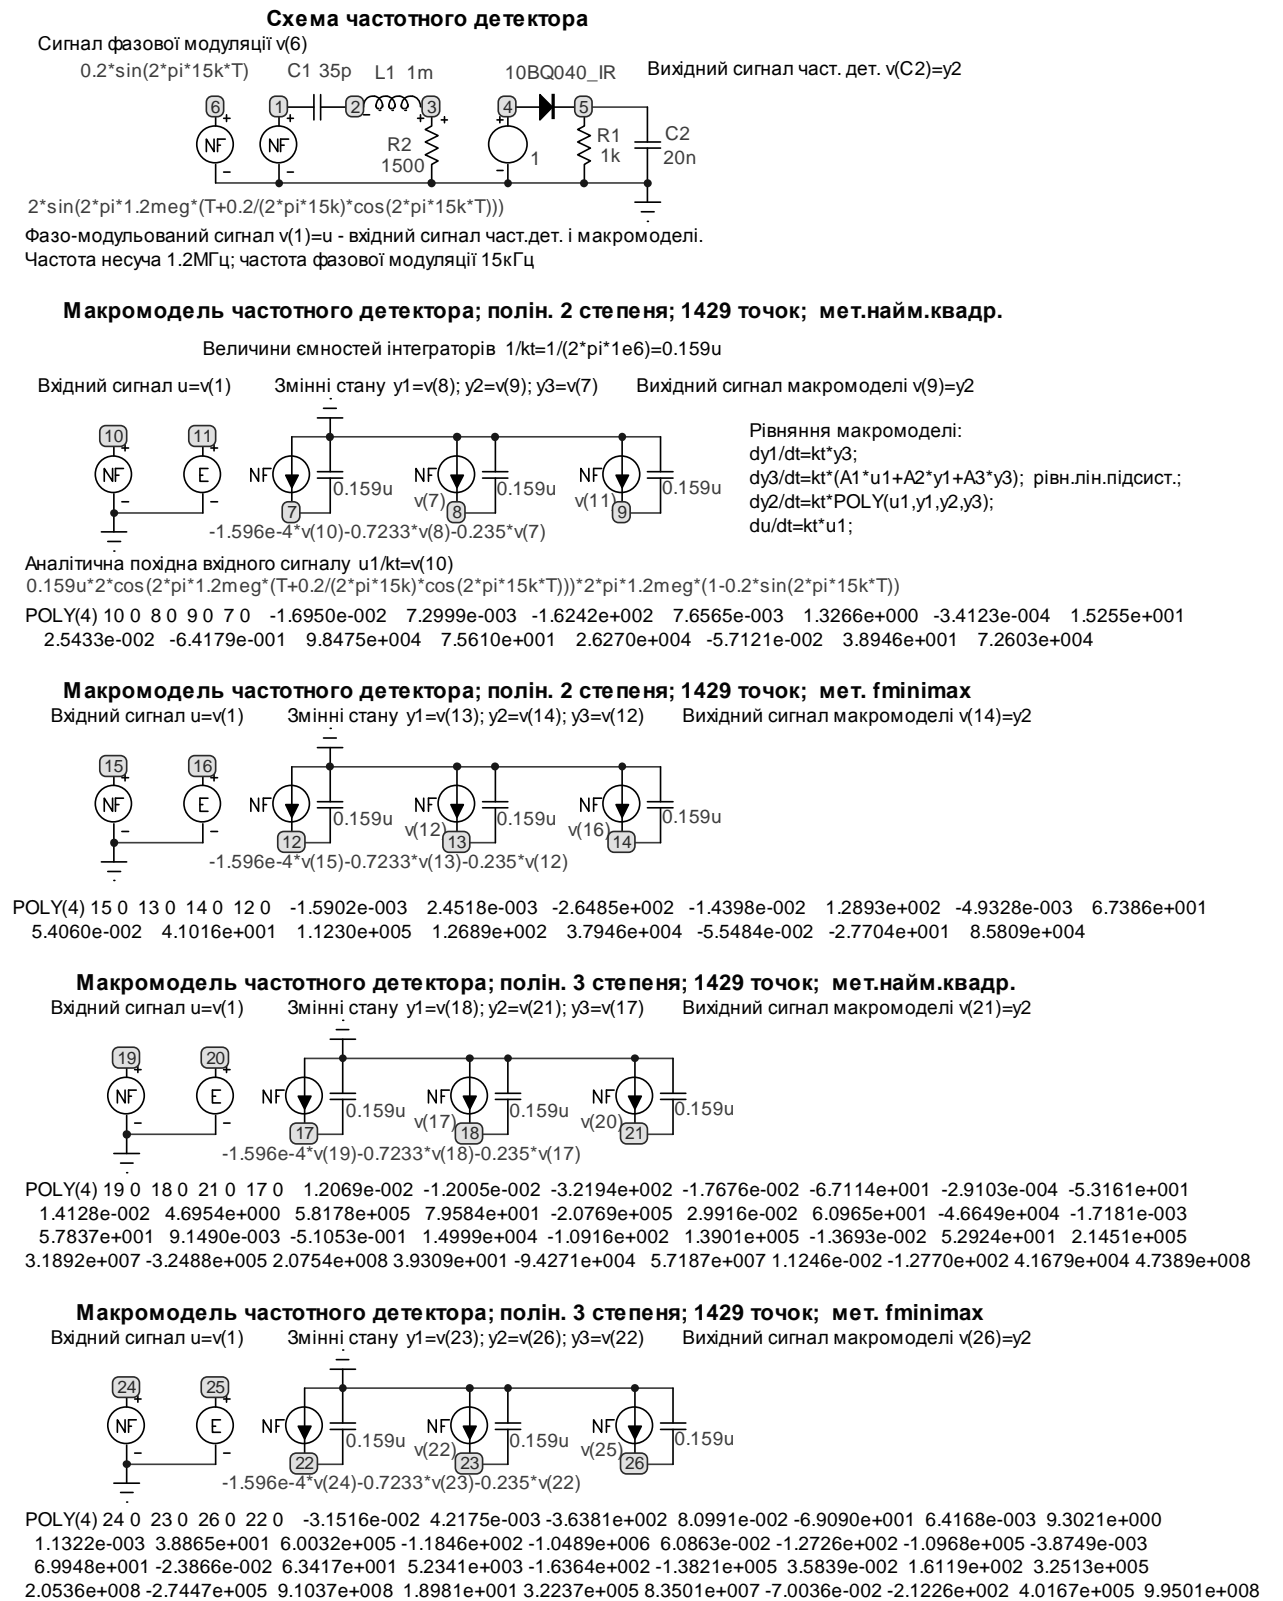 Схема частотного детектора
Сигнал фазової модуляції v(6)
0.2*sin(2*pi*15k*T)
C1 35p
L1 1m
10BQ040_IR
Вихідний сигнал част. дет. v(C2)=y2
6
1
2
3
4
5
NF
NF
R2
1500
1
R1
1k
C2
20n
2*sin(2*pi*1.2meg*(T+0.2/(2*pi*15k)*cos(2*pi*15k*T)))
Фазо-модульований сигнал v(1)=u - вхідний сигнал част.дет. і макромоделі.
Частота несуча 1.2МГц; частота фазової модуляції 15кГц
Макромодель частотного детектора; полін. 2 степеня; 1429 точок; мет.найм.квадр.
Величини ємностей інтеграторів 1/kt=1/(2*pi*1e6)=0.159u
Вхідний сигнал u=v(1) Змінні стану y1=v(8); y2=v(9); y3=v(7) Вихідний сигнал макромоделі v(9)=y2
10
11
NF
E
NF
0.159u
NF
0.159u
NF
0.159u
v(7)
v(11)
7
8
9
-1.596e-4*v(10)-0.7233*v(8)-0.235*v(7)
Рівняння макромоделі:
dy1/dt=kt*y3;
dy3/dt=kt*(A1*u1+A2*y1+A3*y3); рівн.лін.підсист.;
dy2/dt=kt*POLY(u1,y1,y2,y3);
du/dt=kt*u1;
Аналітична похідна вхідного сигналу u1/kt=v(10)
0.159u*2*cos(2*pi*1.2meg*(T+0.2/(2*pi*15k)*cos(2*pi*15k*T)))*2*pi*1.2meg*(1-0.2*sin(2*pi*15k*T))
POLY(4) 10 0 8 0 9 0 7 0 -1.6950e-002 7.2999e-003 -1.6242e+002 7.6565e-003 1.3266e+000 -3.4123e-004 1.5255e+001
2.5433e-002 -6.4179e-001 9.8475e+004 7.5610e+001 2.6270e+004 -5.7121e-002 3.8946e+001 7.2603e+004
Макромодель частотного детектора; полін. 2 степеня; 1429 точок; мет. fminimax
Вхідний сигнал u=v(1) Змінні стану y1=v(13); y2=v(14); y3=v(12) Вихідний сигнал макромоделі v(14)=y2
15
16
NF
E
NF
0.159u
NF
0.159u
NF
0.159u
v(12)
v(16)
12
13
14
-1.596e-4*v(15)-0.7233*v(13)-0.235*v(12)
POLY(4) 15 0 13 0 14 0 12 0 -1.5902e-003 2.4518e-003 -2.6485e+002 -1.4398e-002 1.2893e+002 -4.9328e-003 6.7386e+001
5.4060e-002 4.1016e+001 1.1230e+005 1.2689e+002 3.7946e+004 -5.5484e-002 -2.7704e+001 8.5809e+004
Макромодель частотного детектора; полін. 3 степеня; 1429 точок; мет.найм.квадр.
Вхідний сигнал u=v(1) Змінні стану y1=v(18); y2=v(21); y3=v(17) Вихідний сигнал макромоделі v(21)=y2
19
20
NF
E
NF
0.159u
NF
0.159u
NF
0.159u
v(17)
v(20)
17
18
21
-1.596e-4*v(19)-0.7233*v(18)-0.235*v(17)
POLY(4) 19 0 18 0 21 0 17 0 1.2069e-002 -1.2005e-002 -3.2194e+002 -1.7676e-002 -6.7114e+001 -2.9103e-004 -5.3161e+001
1.4128e-002 4.6954e+000 5.8178e+005 7.9584e+001 -2.0769e+005 2.9916e-002 6.0965e+001 -4.6649e+004 -1.7181e-003
5.7837e+001 9.1490e-003 -5.1053e-001 1.4999e+004 -1.0916e+002 1.3901e+005 -1.3693e-002 5.2924e+001 2.1451e+005
3.1892e+007 -3.2488e+005 2.0754e+008 3.9309e+001 -9.4271e+004 5.7187e+007 1.1246e-002 -1.2770e+002 4.1679e+004 4.7389e+008
Макромодель частотного детектора; полін. 3 степеня; 1429 точок; мет. fminimax
Вхідний сигнал u=v(1) Змінні стану y1=v(23); y2=v(26); y3=v(22) Вихідний сигнал макромоделі v(26)=y2
24
25
NF
E
NF
0.159u
NF
0.159u
NF
0.159u
v(22)
v(25)
22
23
26
-1.596e-4*v(24)-0.7233*v(23)-0.235*v(22)
POLY(4) 24 0 23 0 26 0 22 0 -3.1516e-002 4.2175e-003 -3.6381e+002 8.0991e-002 -6.9090e+001 6.4168e-003 9.3021e+000
1.1322e-003 3.8865e+001 6.0032e+005 -1.1846e+002 -1.0489e+006 6.0863e-002 -1.2726e+002 -1.0968e+005 -3.8749e-003
6.9948e+001 -2.3866e-002 6.3417e+001 5.2341e+003 -1.6364e+002 -1.3821e+005 3.5839e-002 1.6119e+002 3.2513e+005
2.0536e+008 -2.7447e+005 9.1037e+008 1.8981e+001 3.2237e+005 8.3501e+007 -7.0036e-002 -2.1226e+002 4.0167e+005 9.9501e+008